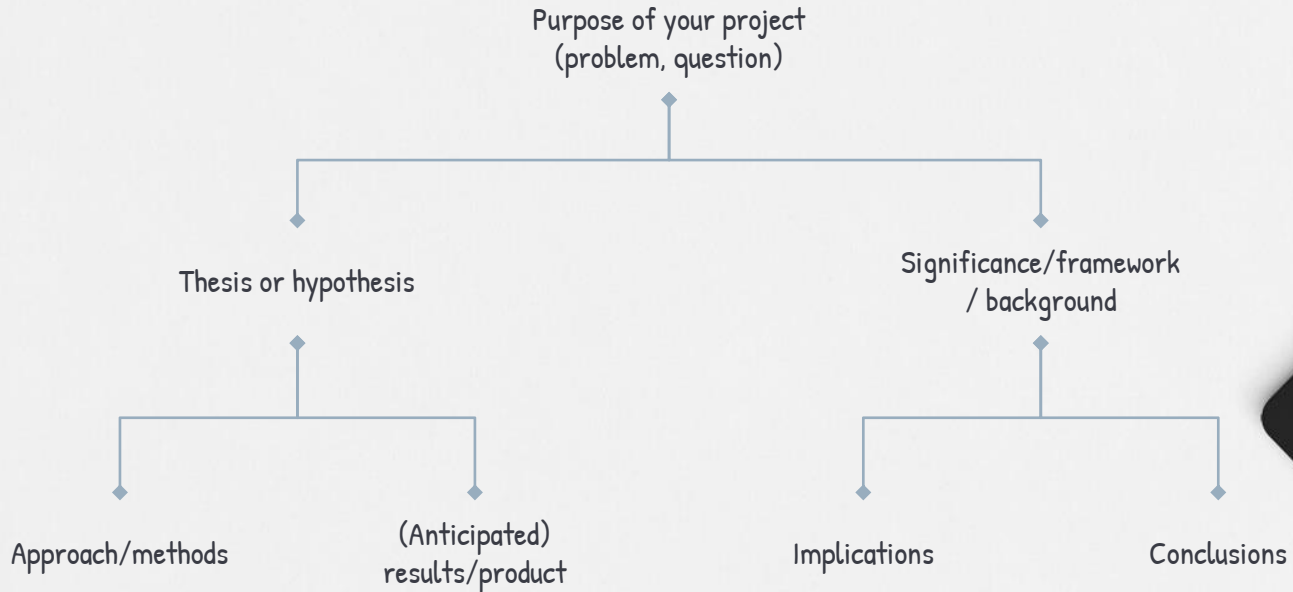 Purpose of your project
(problem, question)
Thesis or hypothesis
Significance/framework
/ background
Approach/methods
(Anticipated)
results/product
Implications
Conclusions